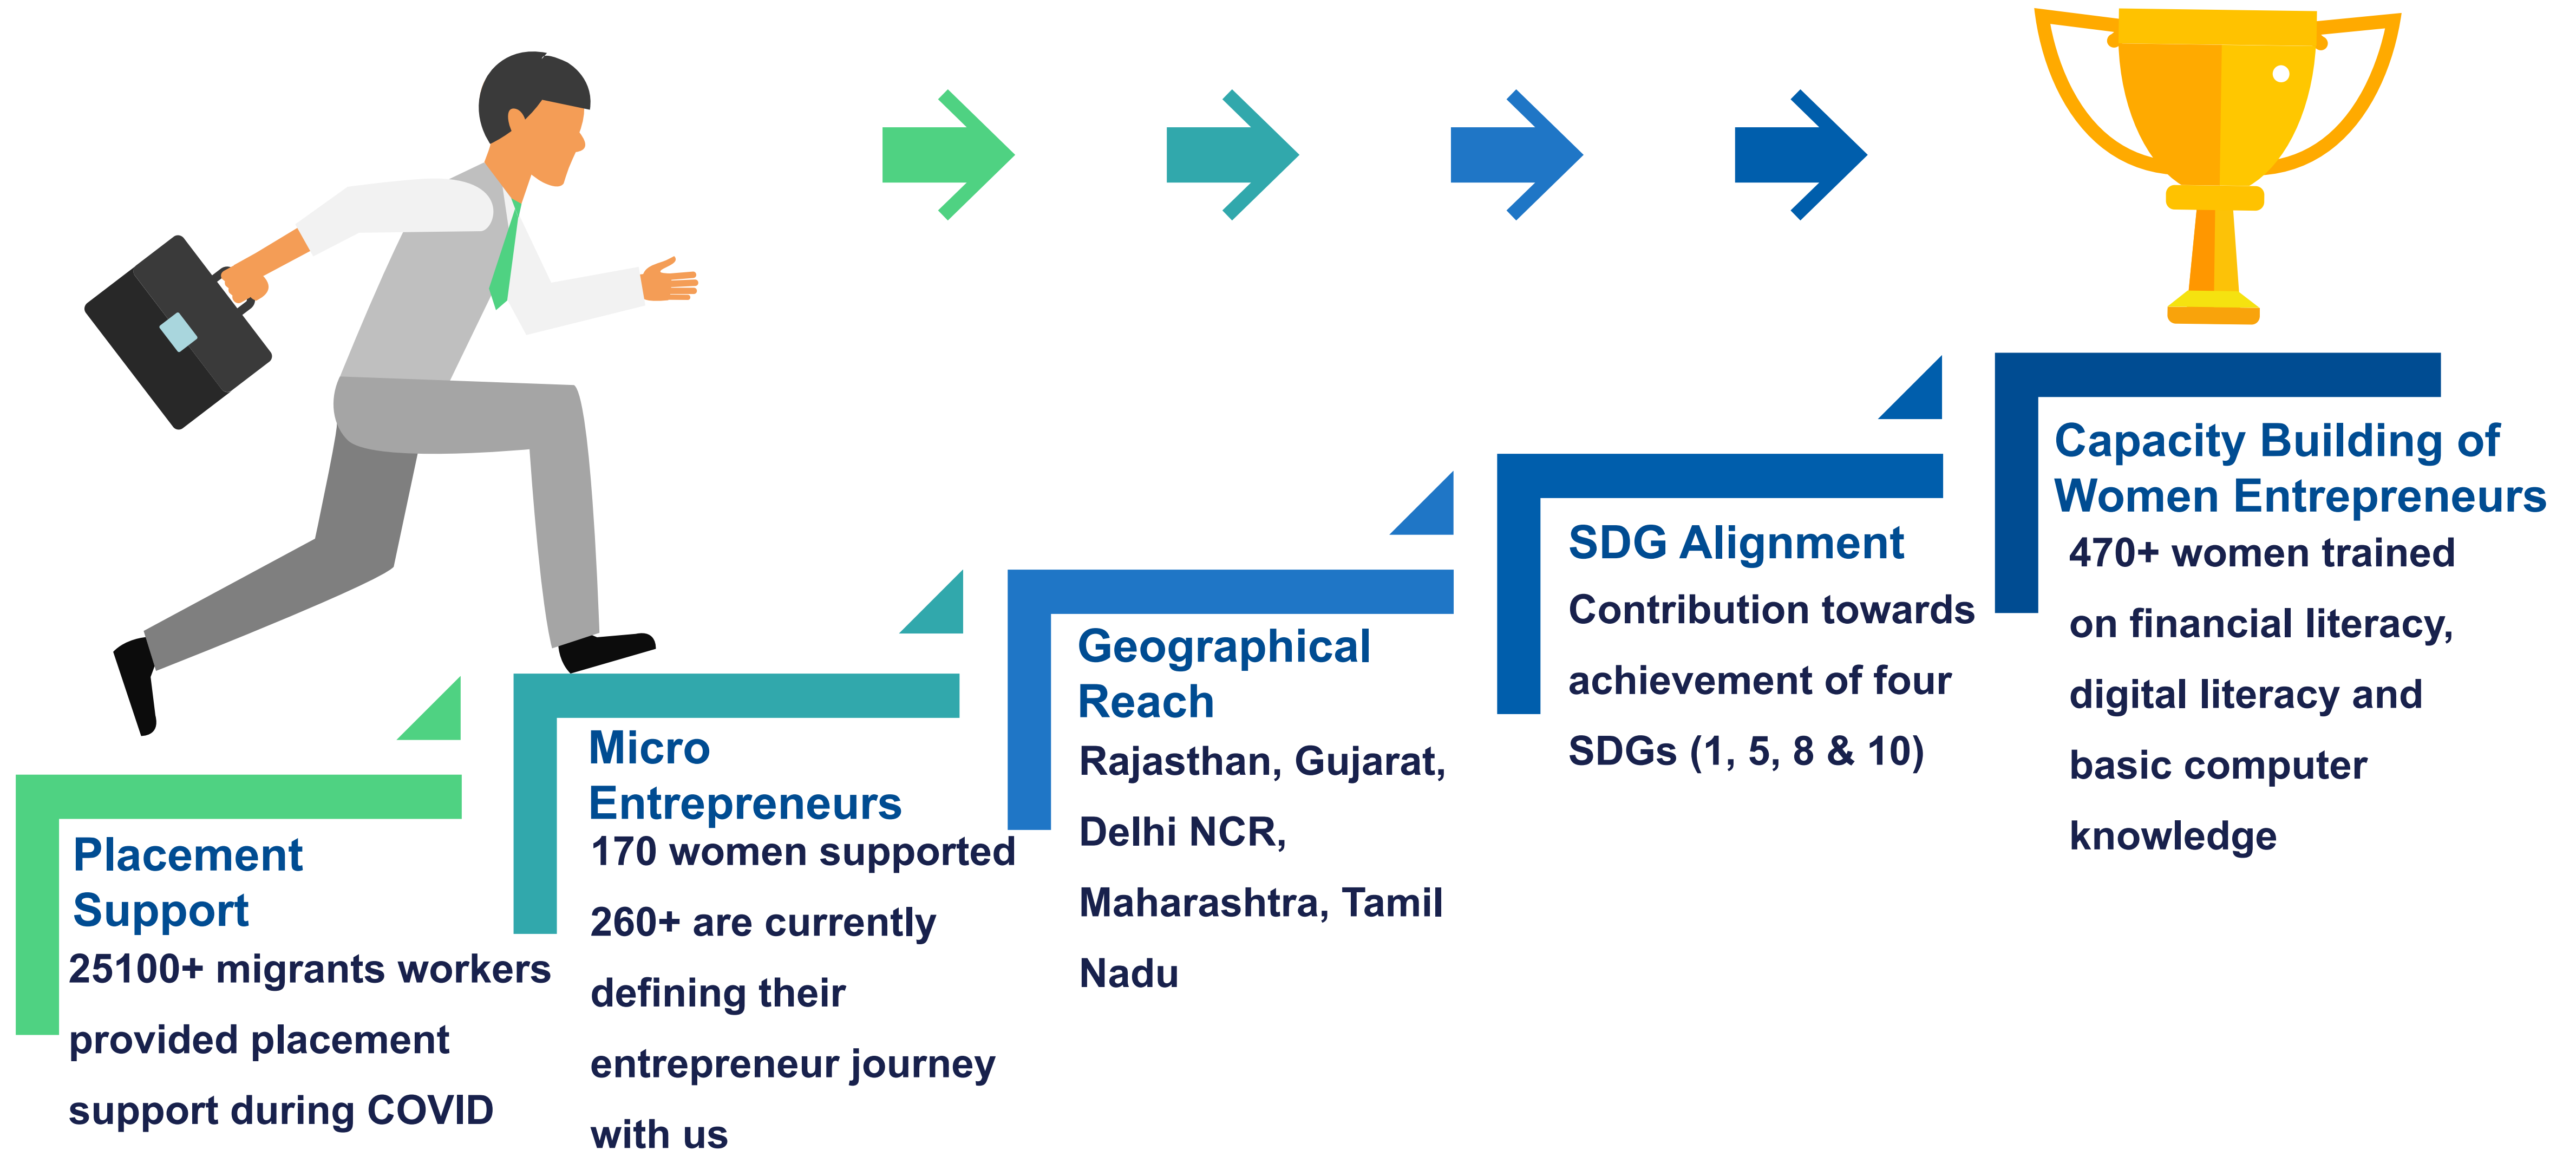 Placement
Support
25100+ migrants workers
provided placement
support during COVID
Micro
Entrepreneurs
170 women supported
260+ are currently
defining their
entrepreneur journey
with us
Geographical
Reach
Rajasthan, Gujarat,
Delhi NCR,
Maharashtra, Tamil
Nadu
SDG Alignment
Contribution towards
achievement of four
SDGs (1, 5, 8 & 10)
Capacity Building of
Women Entrepreneurs
470+ women trained
on financial literacy,
digital literacy and
basic computer
knowledge